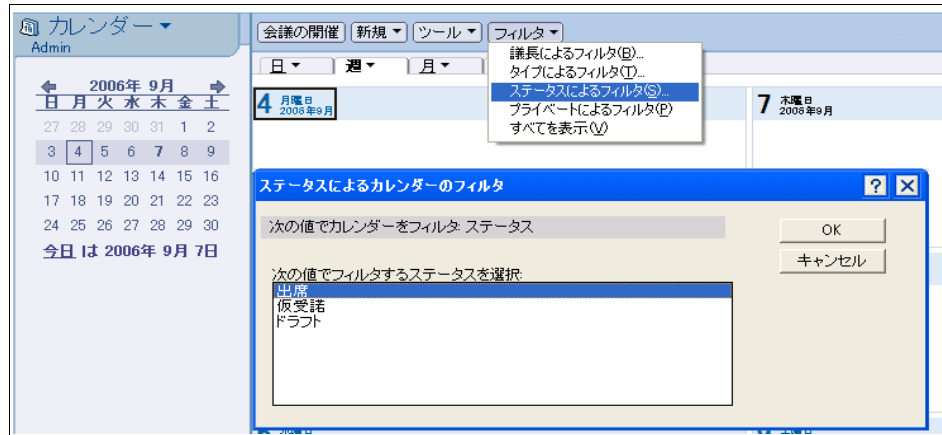 カレンダー
Admin
2006年 9月
日 月 火 水 木 金 土
27 28 29 30 31 1 2
3 4 5 6 7 8 9
10 11 12 13 14 15 16
17 18 19 20 21 22 23
24 25 26 27 28 29 30
今日 は 2006年 9月 7日
会議の開催 新規 ツール フィルタ
日 週 月
議長によるフィルタ(B)...
タイプによるフィルタ(T)...
ステータスによるフィルタ(S)...
プライベートによるフィルタ(P)
すべてを表示(V)
4 月曜日
2006年9月
7 木曜日
2006年9月
ステータスによるカレンダーのフィルタ
次の値でカレンダーをフィルタ: ステータス
OK
キャンセル
次の値でフィルタするステータスを選択:
出席
仮受諾
ドラフト